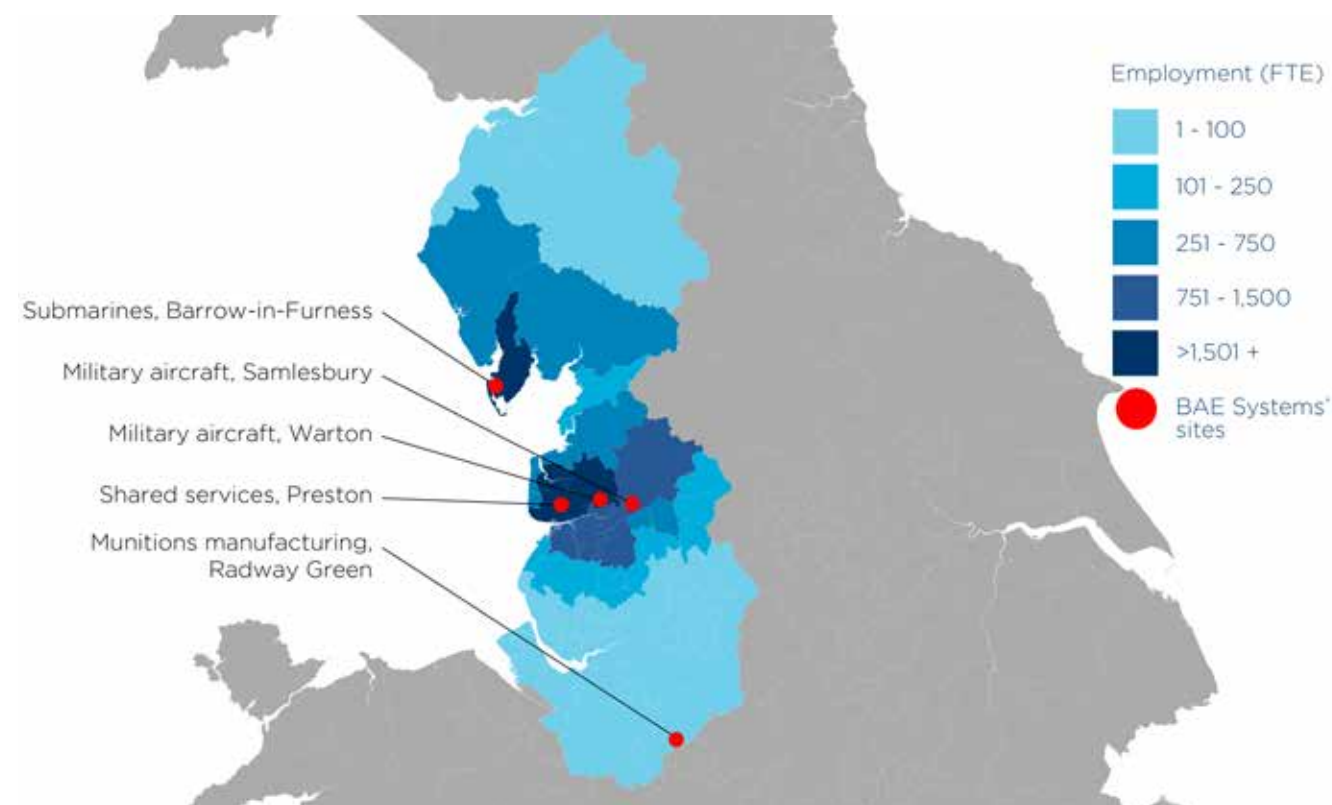 Employment (FTE)
1 - 100
101 - 250
251 - 750
751 - 1,500
>1,501 +
BAE Systems'
sites
Submarines, Barrow-in-Furness
Military aircraft, Samlesbury
Military aircraft, Warton
Shared services, Preston
Munitions manufacturing,
Radway Green